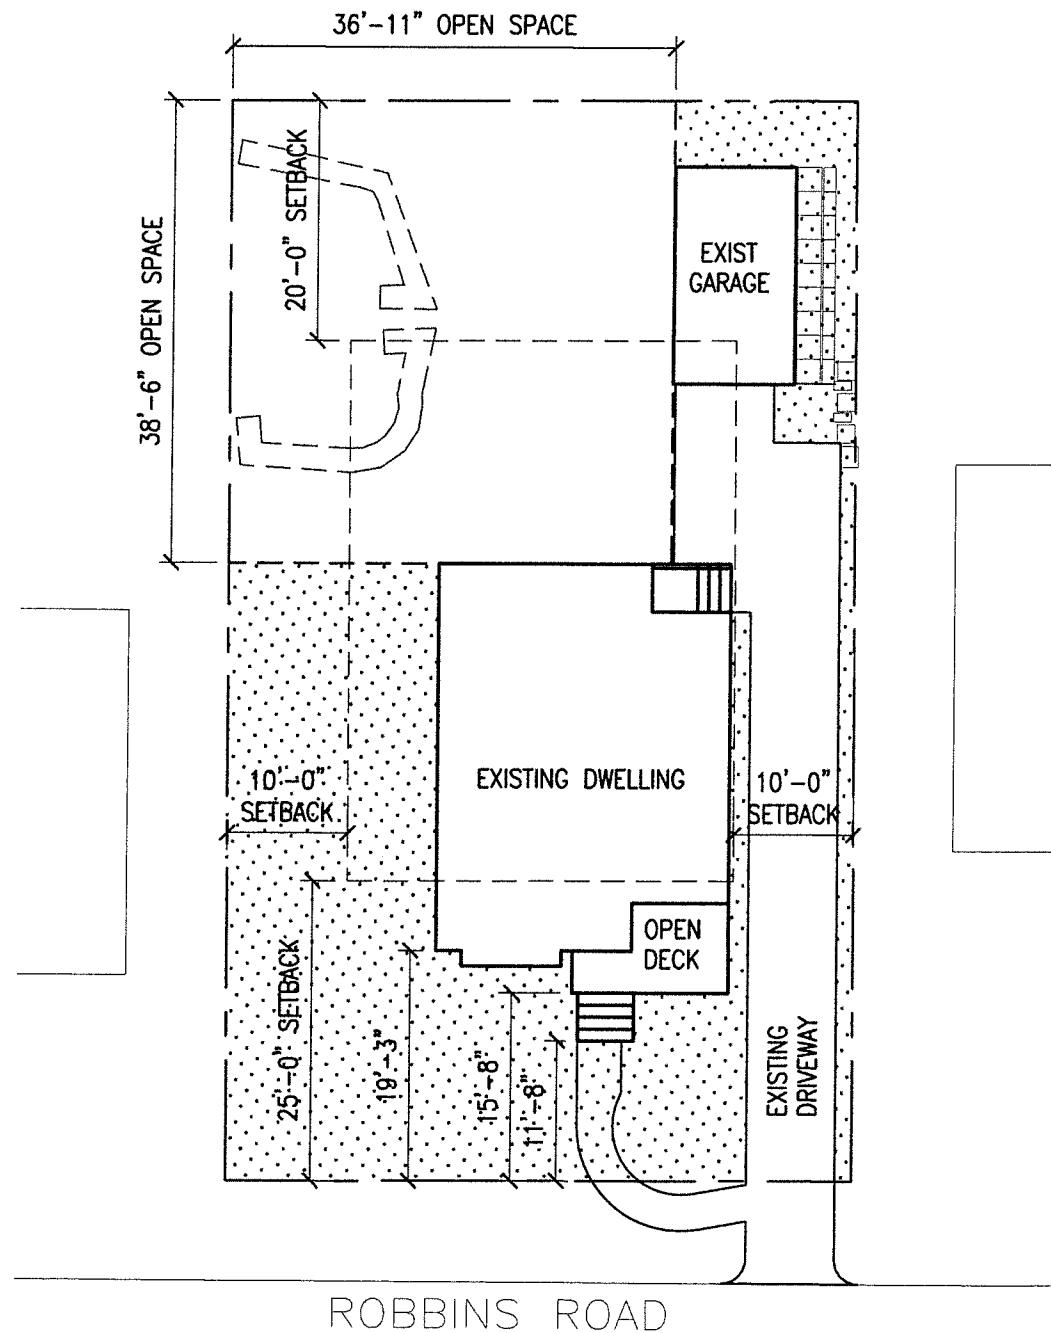 36'-11" OPEN SPACE
20'-0" SETBACK
38'-6" OPEN SPACE
EXIST
GARAGE
EXISTING DWELLING
10'-0"
SETBACK
10'-0"
SETBACK
OPEN
DECK
25'-0" SETBACK
19'-3"
15'-8"
11'-8"
EXISTING
DRIVEWAY
ROBBINS ROAD